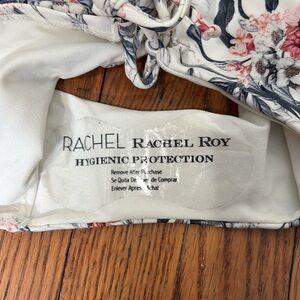 RACHEL RACHEL ROY
HYGIENIC PROTECTION
Remove After Purchase
Se Quita Despues de Comprar
Enlever Apres Achat